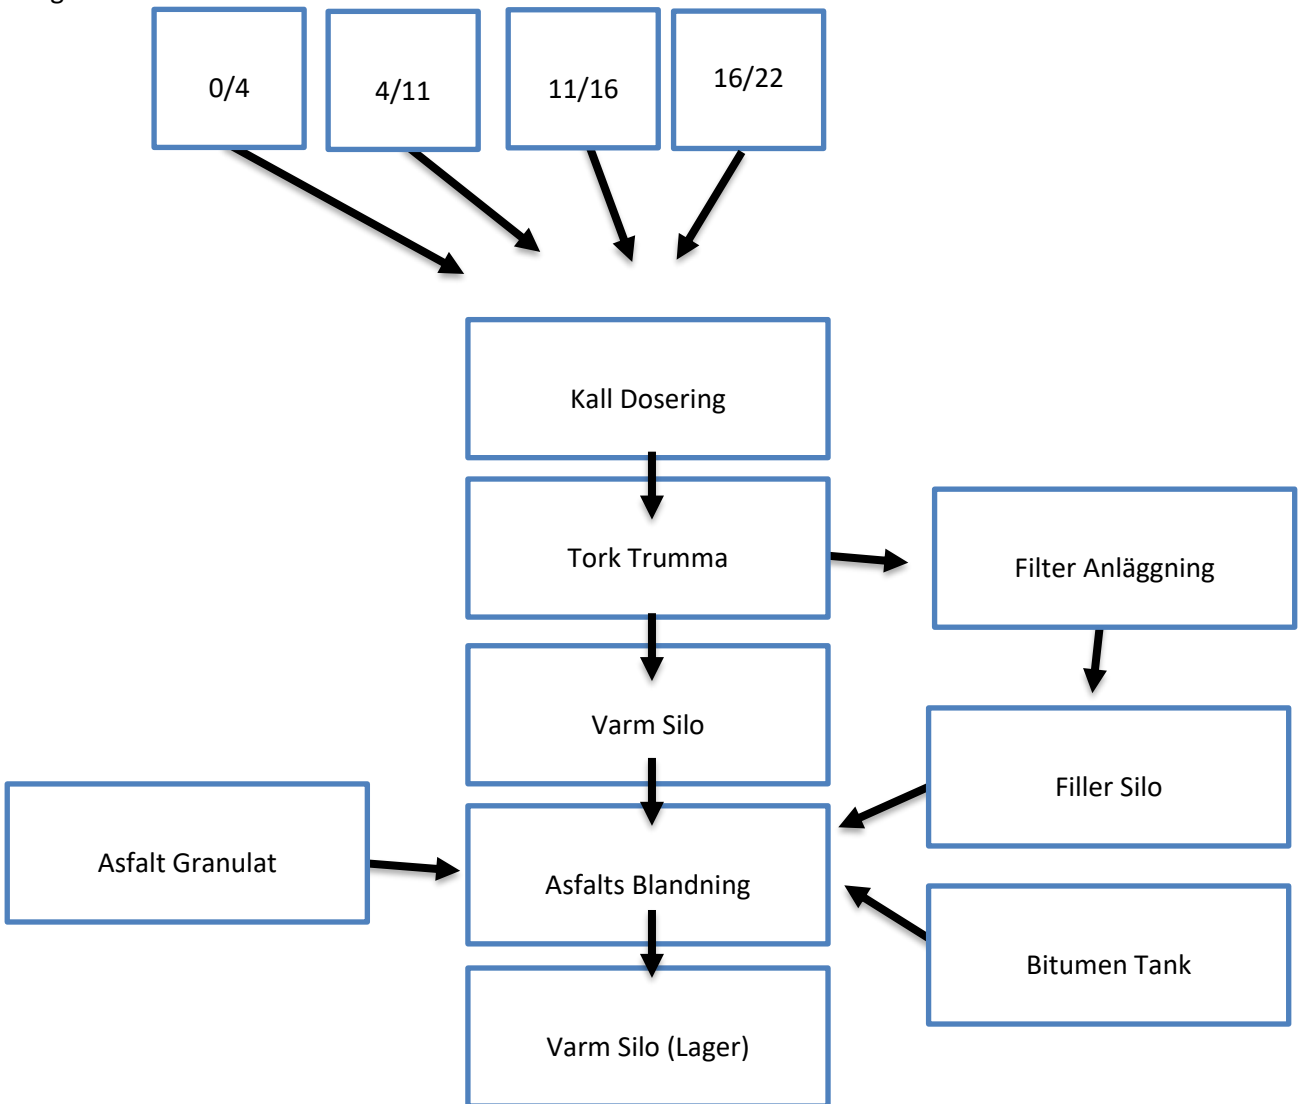 0/4
4/11
11/16
16/22
Kall Dosering
Tork Trumma
Filter Anläggning
Varm Silo
Filler Silo
Asfalt Granulat
Asfalts Blandning
Bitumen Tank
Varm Silo (Lager)